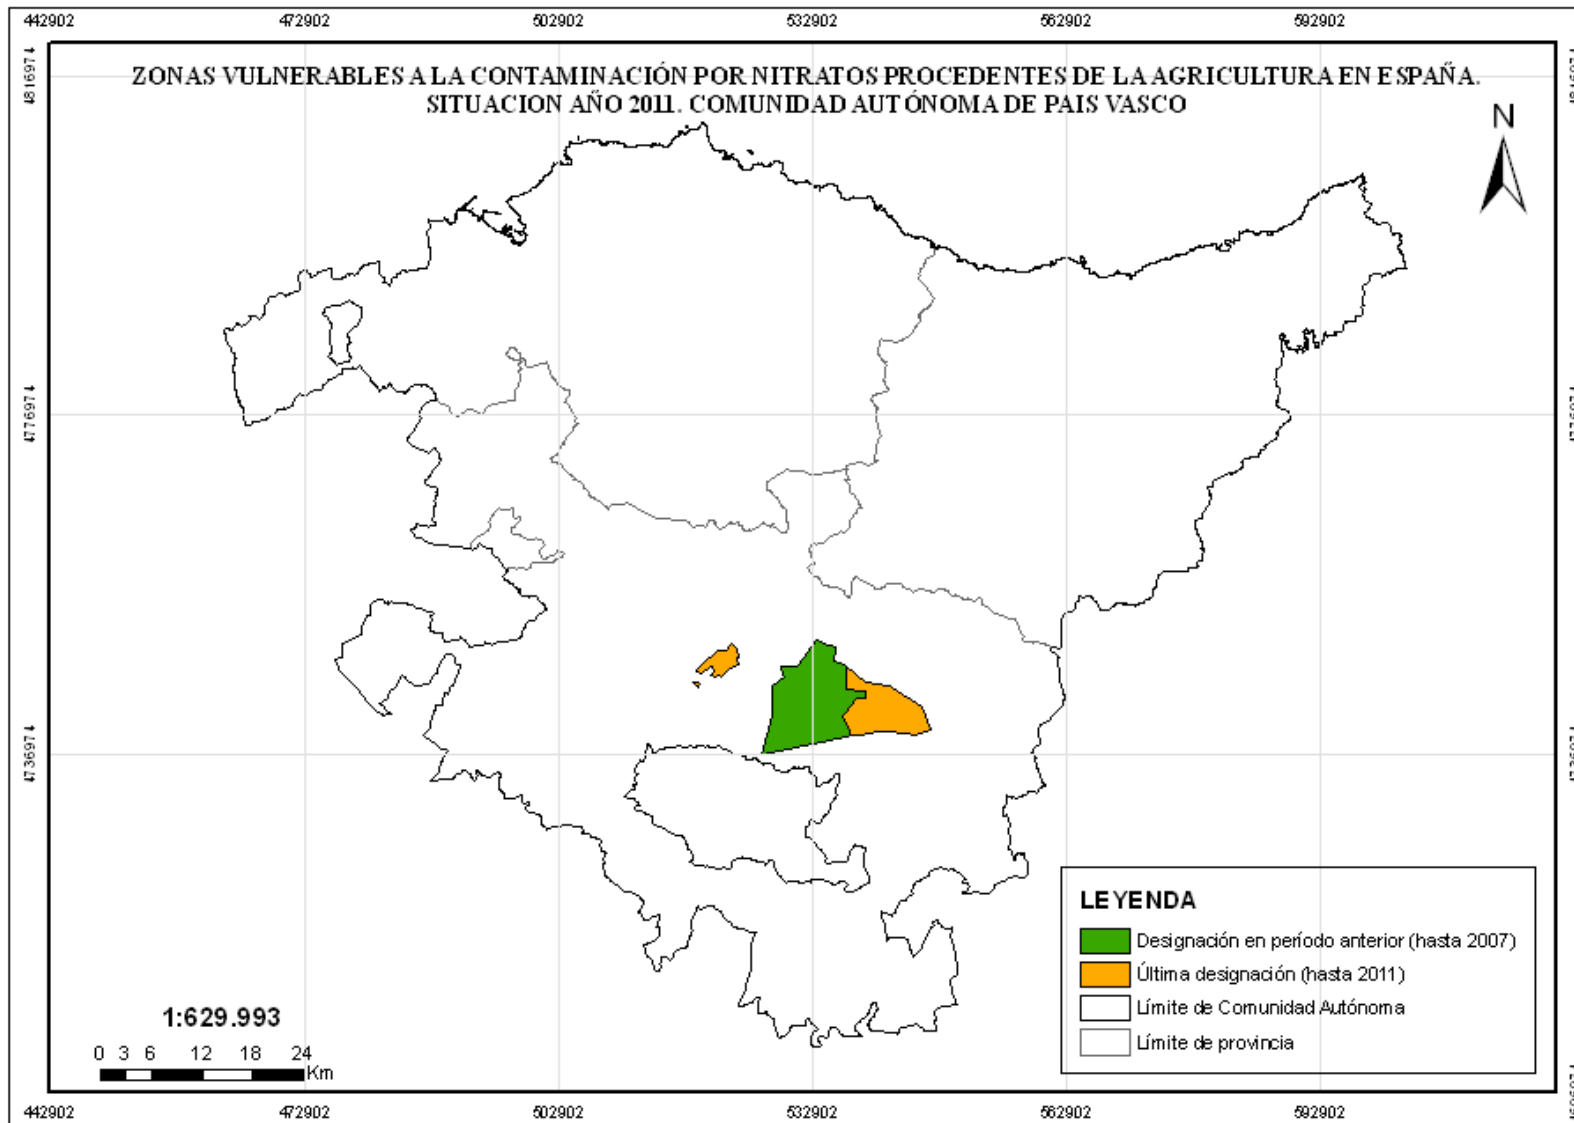 442902 472902 502902 532902 562902 592902
4816974
ZONAS VULNERABLES A LA CONTAMINACIÓN POR NITRATOS PROCEDENTES DE LA AGRICULTURA EN ESPAÑA.
SITUACION AÑO 2011. COMUNIDAD AUTÓNOMA DE PAIS VASCO
N
4776974
4736974
LEYENDA
Designación en período anterior (hasta 2007)
Última designación (hasta 2011)
Límite de Comunidad Autónoma
Límite de provincia
1:629.993
0 3 6 12 18 24
Km
442902 472902 502902 532902 562902 592902